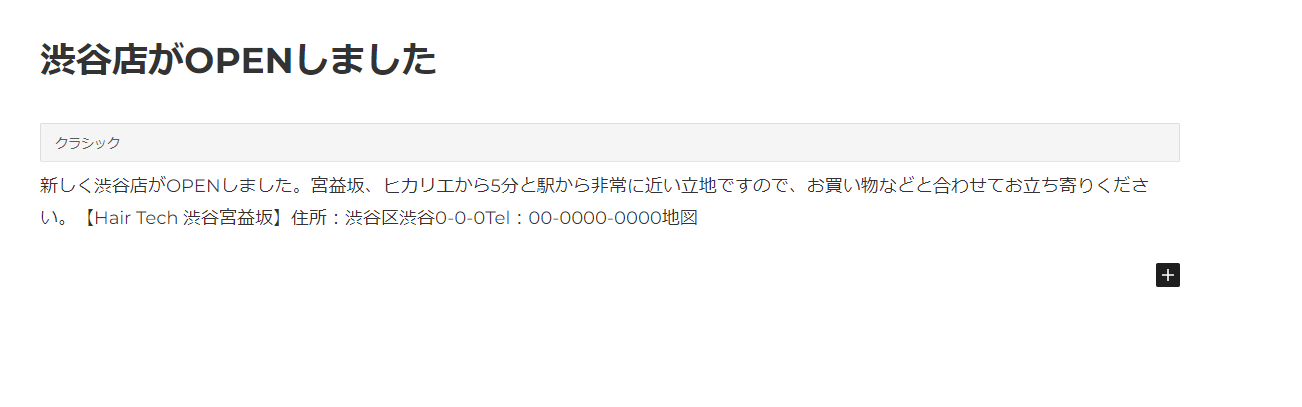 渋谷店がOPENしました
クラシック
新しく渋谷店がOPENしました。宮益坂、ヒカリエから5分と駅から非常に近い立地ですので、お買い物などと合わせてお立ち寄りくださ
い。【Hair Tech 渋谷宮益坂】住所：渋谷区渋谷0-0-0Tel：00-0000-0000地図